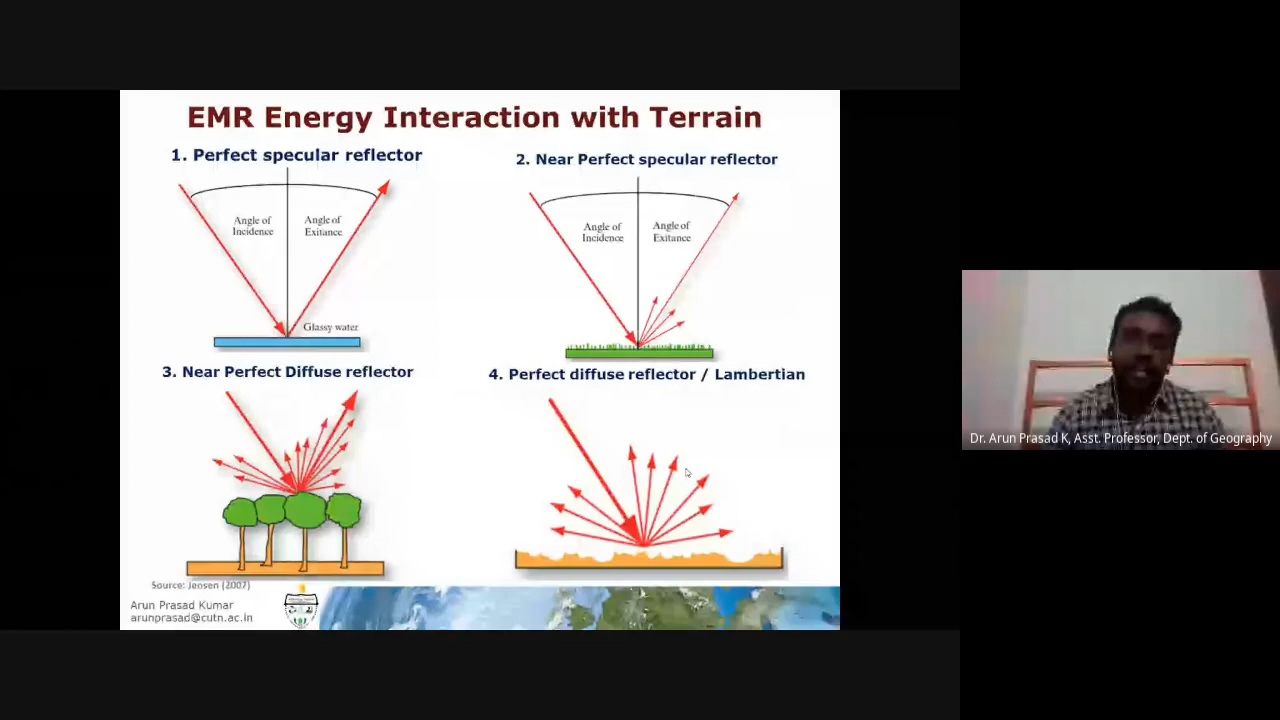 EMR Energy Interaction with Terrain
1. Perfect specular reflector
Angle of
Incidence
Angle of
Exitance
Glassy water
2. Near Perfect specular reflector
Angle of
Incidence
Angle of
Exitance
3. Near Perfect Diffuse reflector
4. Perfect diffuse reflector / Lambertian
Source: Jensen (2007)
Arun Prasad Kumar
arunprasad@cutn.ac.in
Dr. Arun Prasad K, Asst. Professor, Dept. of Geography